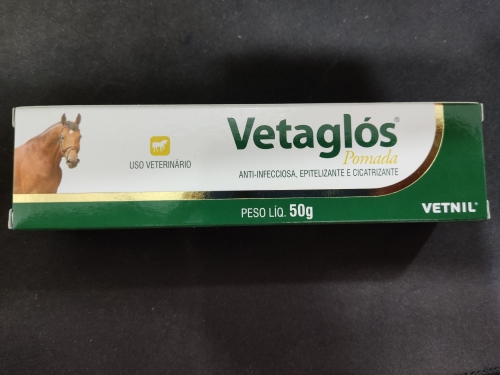 Vetaglós®
Pomada
USO VETERINÁRIO
ANTI-INFECCIOSA, EPITELIZANTE E CICATRIZANTE
PESO LÍQ. 50g
VETNIL®